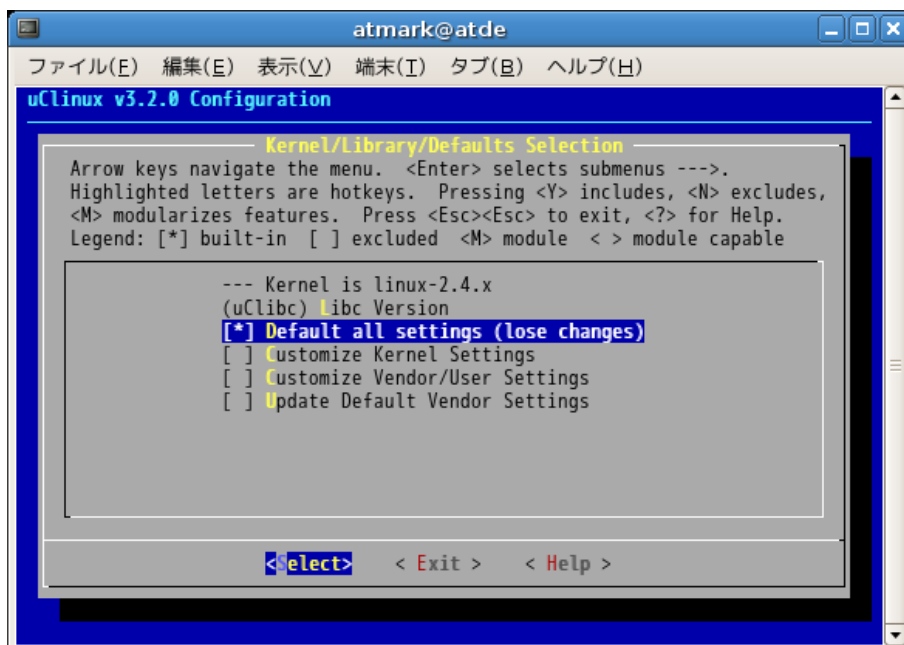 atmark@atde
ファイル(F) 編集(E) 表示(V) 端末(T) タブ(B) ヘルプ(H)
uClinux v3.2.0 Configuration
Kernel/Library/Defaults Selection
Arrow keys navigate the menu. <Enter> selects submenus --->.
Highlighted letters are hotkeys. Pressing <Y> includes, <N> excludes,
<M> modularizes features. Press <Esc><Esc> to exit, <?> for Help.
Legend: [*] built-in [ ] excluded <M> module < > module capable
--- Kernel is linux-2.4.x
(uClibc) Libc Version
[*] Default all settings (lose changes)
[ ] Customize Kernel Settings
[ ] Customize Vendor/User Settings
[ ] Update Default Vendor Settings
<Select> < Exit > < Help >